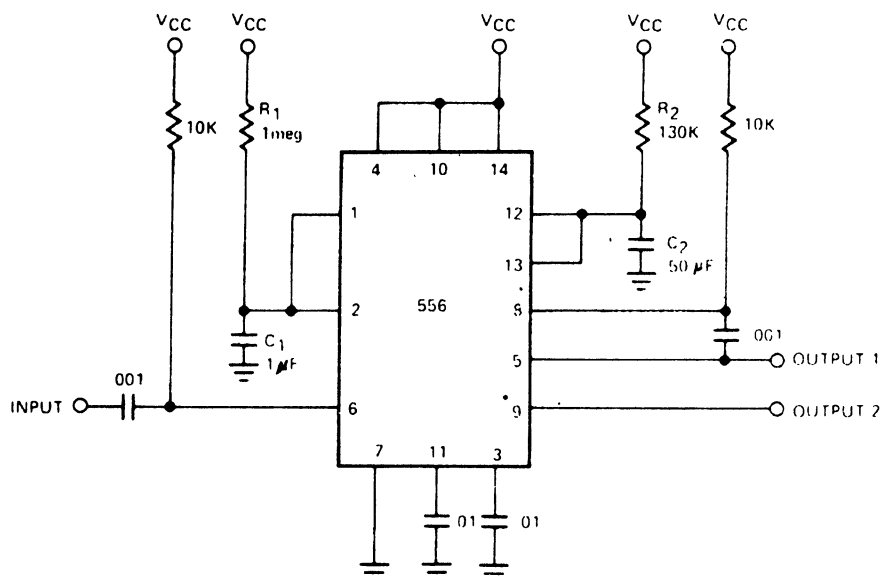 VCC VCC VCC VCC VCC
10K
R1
1meg
R2
130K
10K
4 10 14
1
12
13
C2
50 μF
2
556
8
C1
1 μF
001
5
OUTPUT 1
001
INPUT
6
9
OUTPUT 2
7 11 3
01
01